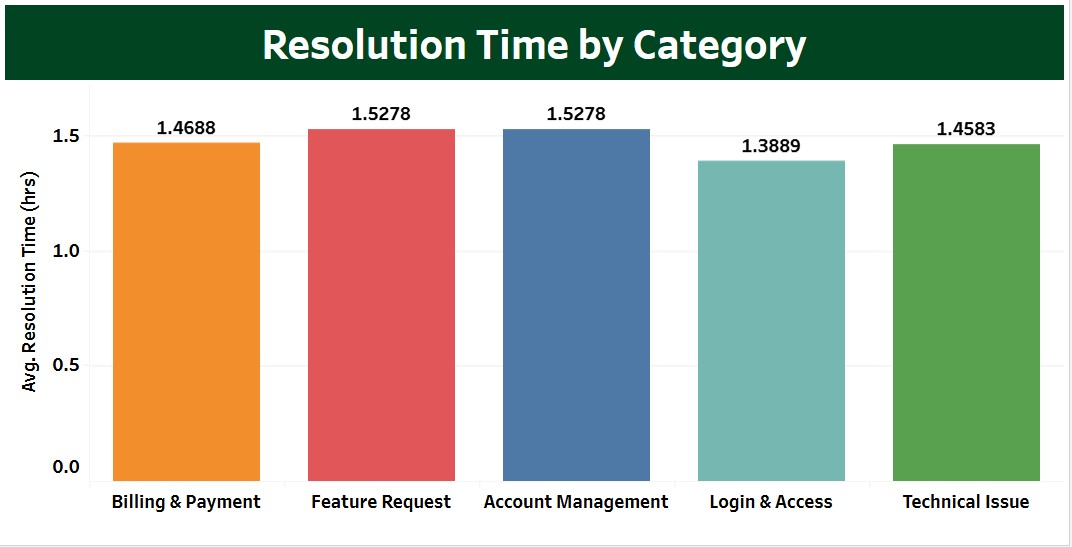 Resolution Time by Category
1.4688
1.5278
1.5278
1.3889
1.4583
Avg. Resolution Time (hrs)
1.5
1.0
0.5
0.0
Billing & Payment
Feature Request
Account Management
Login & Access
Technical Issue